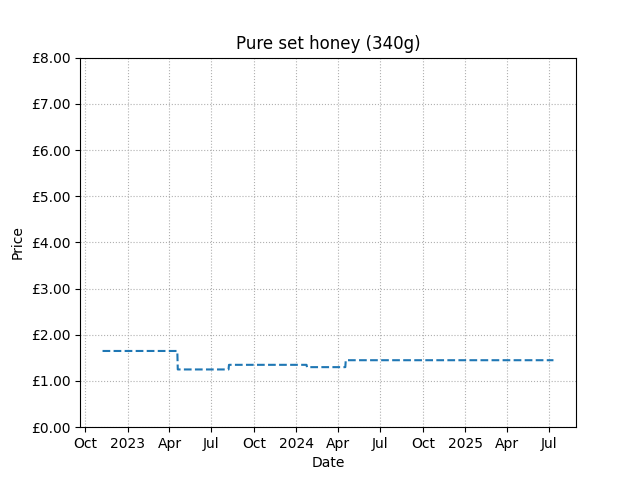 Pure set honey (340g)
£8.00
£7.00
£6.00
£5.00
£4.00
£3.00
£2.00
£1.00
£0.00
Price
Oct 2023 Apr Jul Oct 2024 Apr Jul Oct 2025 Apr Jul
Date